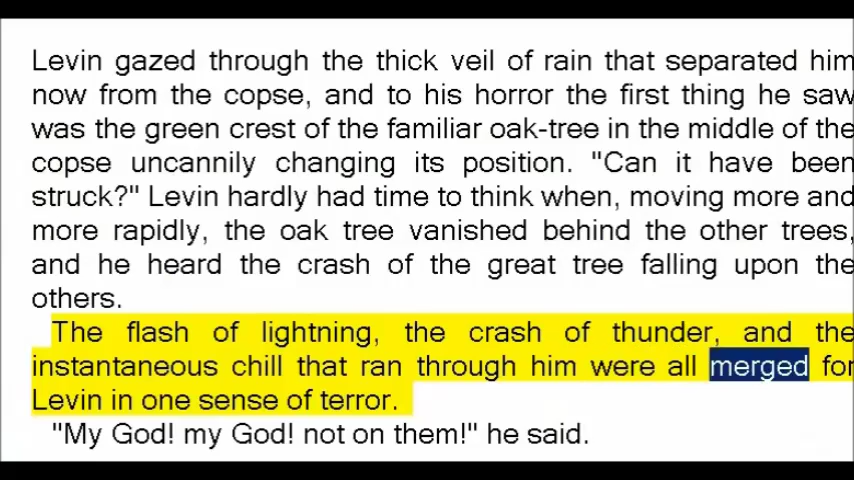 Levin gazed through the thick veil of rain that separated him
now from the copse, and to his horror the first thing he saw
was the green crest of the familiar oak-tree in the middle of the
copse uncannily changing its position. "Can it have been
struck?" Levin hardly had time to think when, moving more and
more rapidly, the oak tree vanished behind the other trees,
and he heard the crash of the great tree falling upon the
others.
The flash of lightning, the crash of thunder, and the
instantaneous chill that ran through him were all merged for
Levin in one sense of terror.
"My God! my God! not on them!" he said.